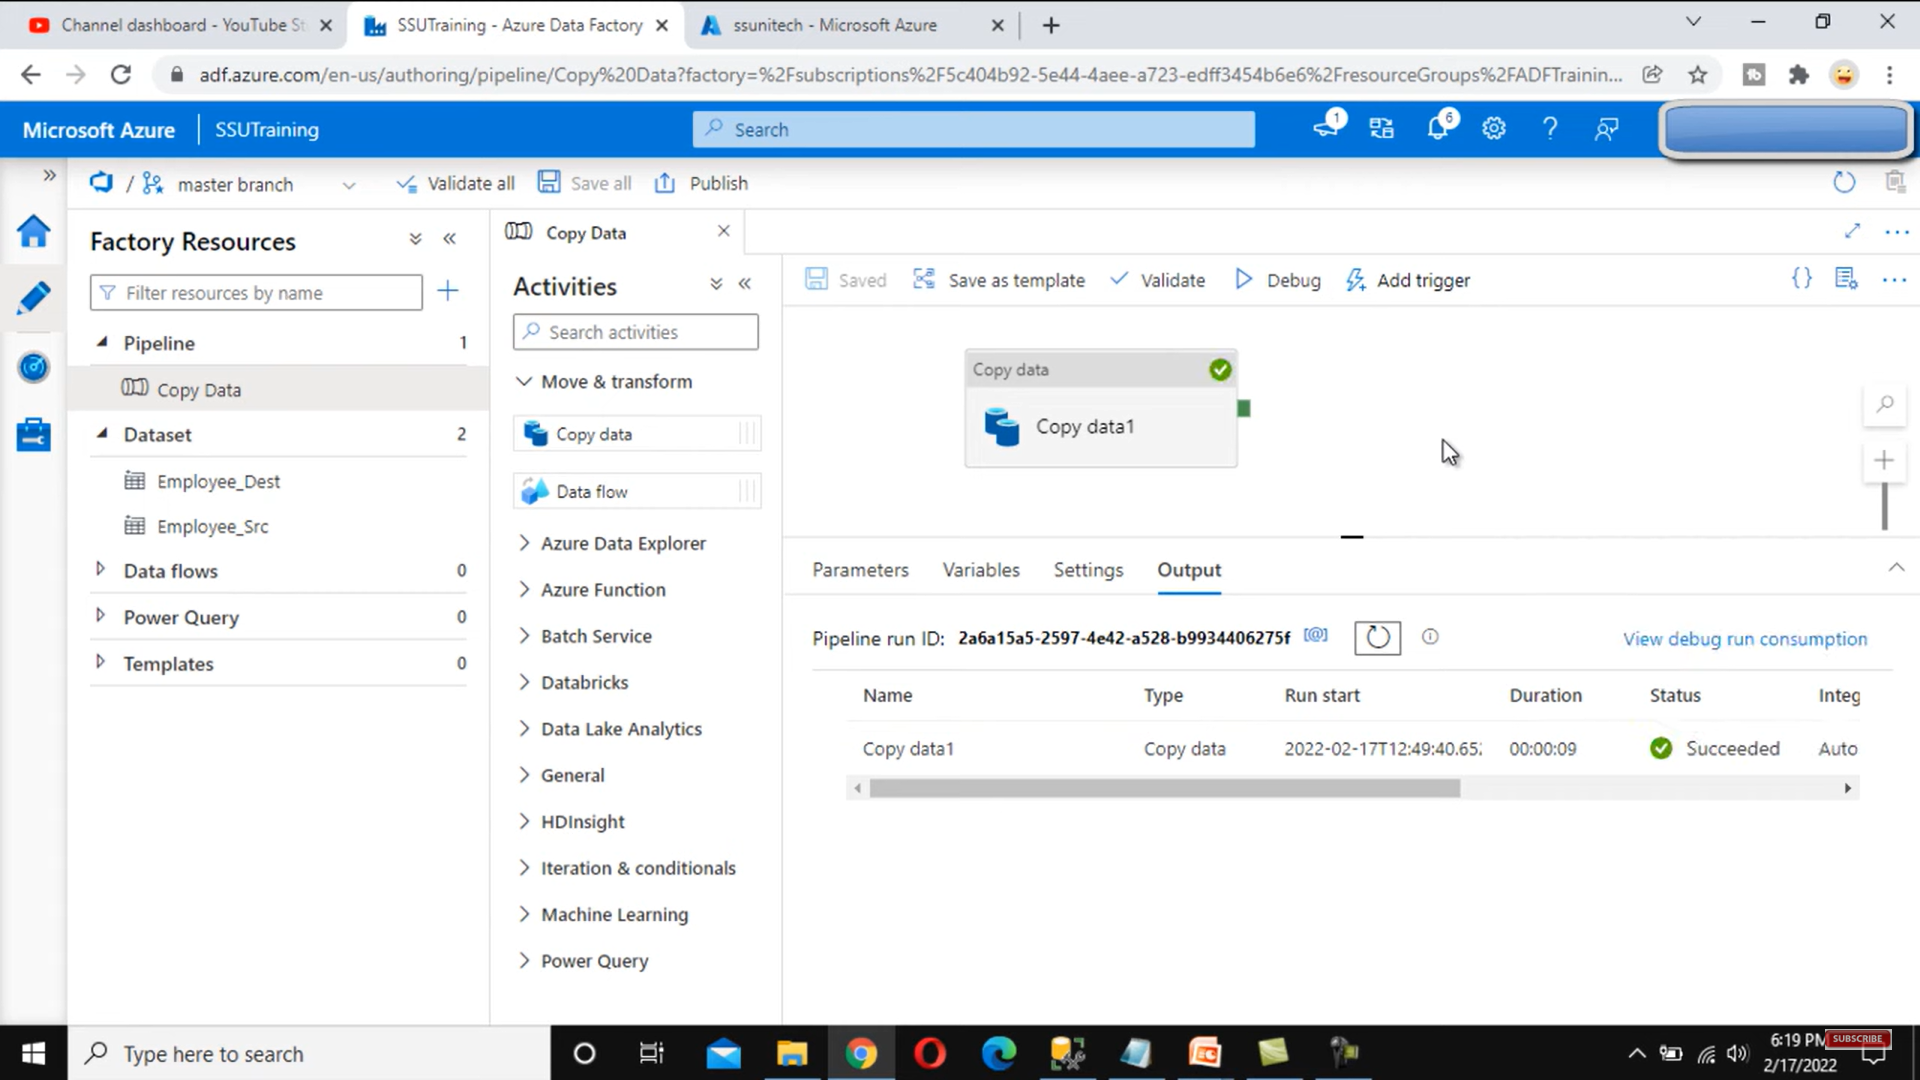 Channel dashboard - YouTube St
SSUTraining - Azure Data Factory
ssunitech - Microsoft Azure
adf.azure.com/en-us/authoring/pipeline/Copy%20Data?factory=%2Fsubscriptions%2F5c404b92-5e44-4aee-a723-edff3454b6e6%2FresourceGroups%2FADFTrainin...
Microsoft Azure
SSUTraining
Search
1
6
/ master branch
Validate all
Save all
Publish
Factory Resources
Filter resources by name
Pipeline 1
Copy Data
Dataset 2
Employee_Dest
Employee_Src
Data flows 0
Power Query 0
Templates 0
Copy Data
Activities
Search activities
Move & transform
Copy data
Data flow
Azure Data Explorer
Azure Function
Batch Service
Databricks
Data Lake Analytics
General
HDInsight
Iteration & conditionals
Machine Learning
Power Query
Saved
Save as template
Validate
Debug
Add trigger
Copy data
Copy data1
Parameters
Variables
Settings
Output
Pipeline run ID: 2a6a15a5-2597-4e42-a528-b9934406275f [@]
View debug run consumption
Name Type Run start Duration Status Integ
Copy data1 Copy data 2022-02-17T12:49:40.652 00:00:09 Succeeded Auto
Type here to search
6:19 PM
2/17/2022
SUBSCRIBE